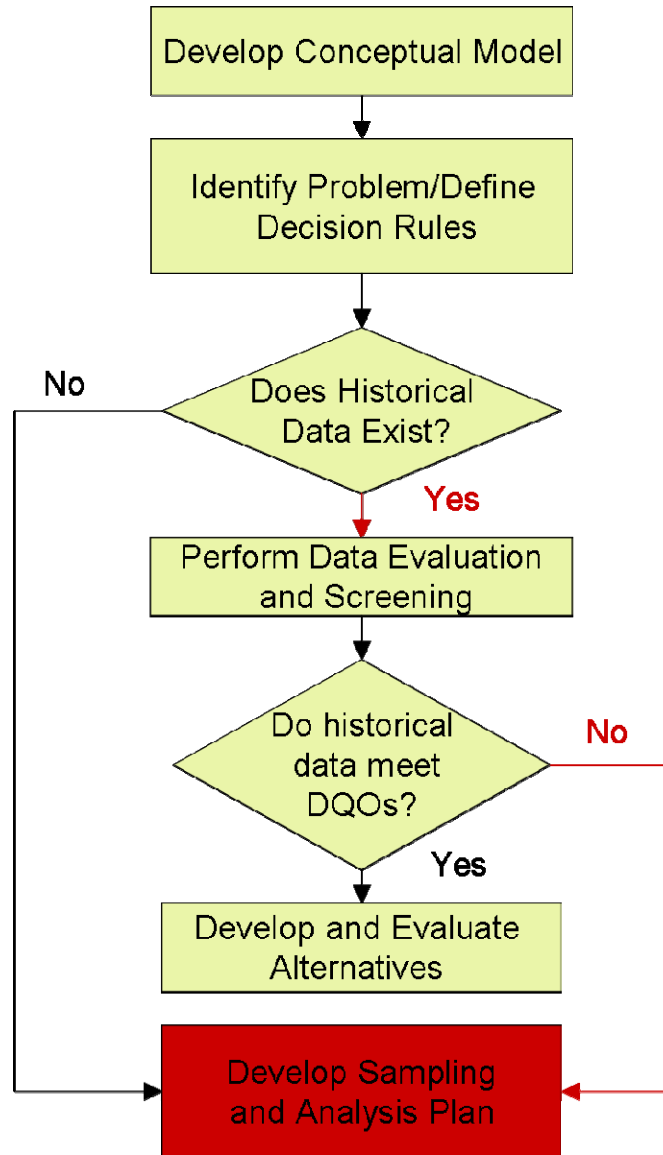 Develop Conceptual Model
Identify Problem/Define
Decision Rules
No
Does Historical
Data Exist?
Yes
Perform Data Evaluation
and Screening
Do historical
data meet
DQOs?
No
Yes
Develop and Evaluate
Alternatives
Develop Sampling
and Analysis Plan